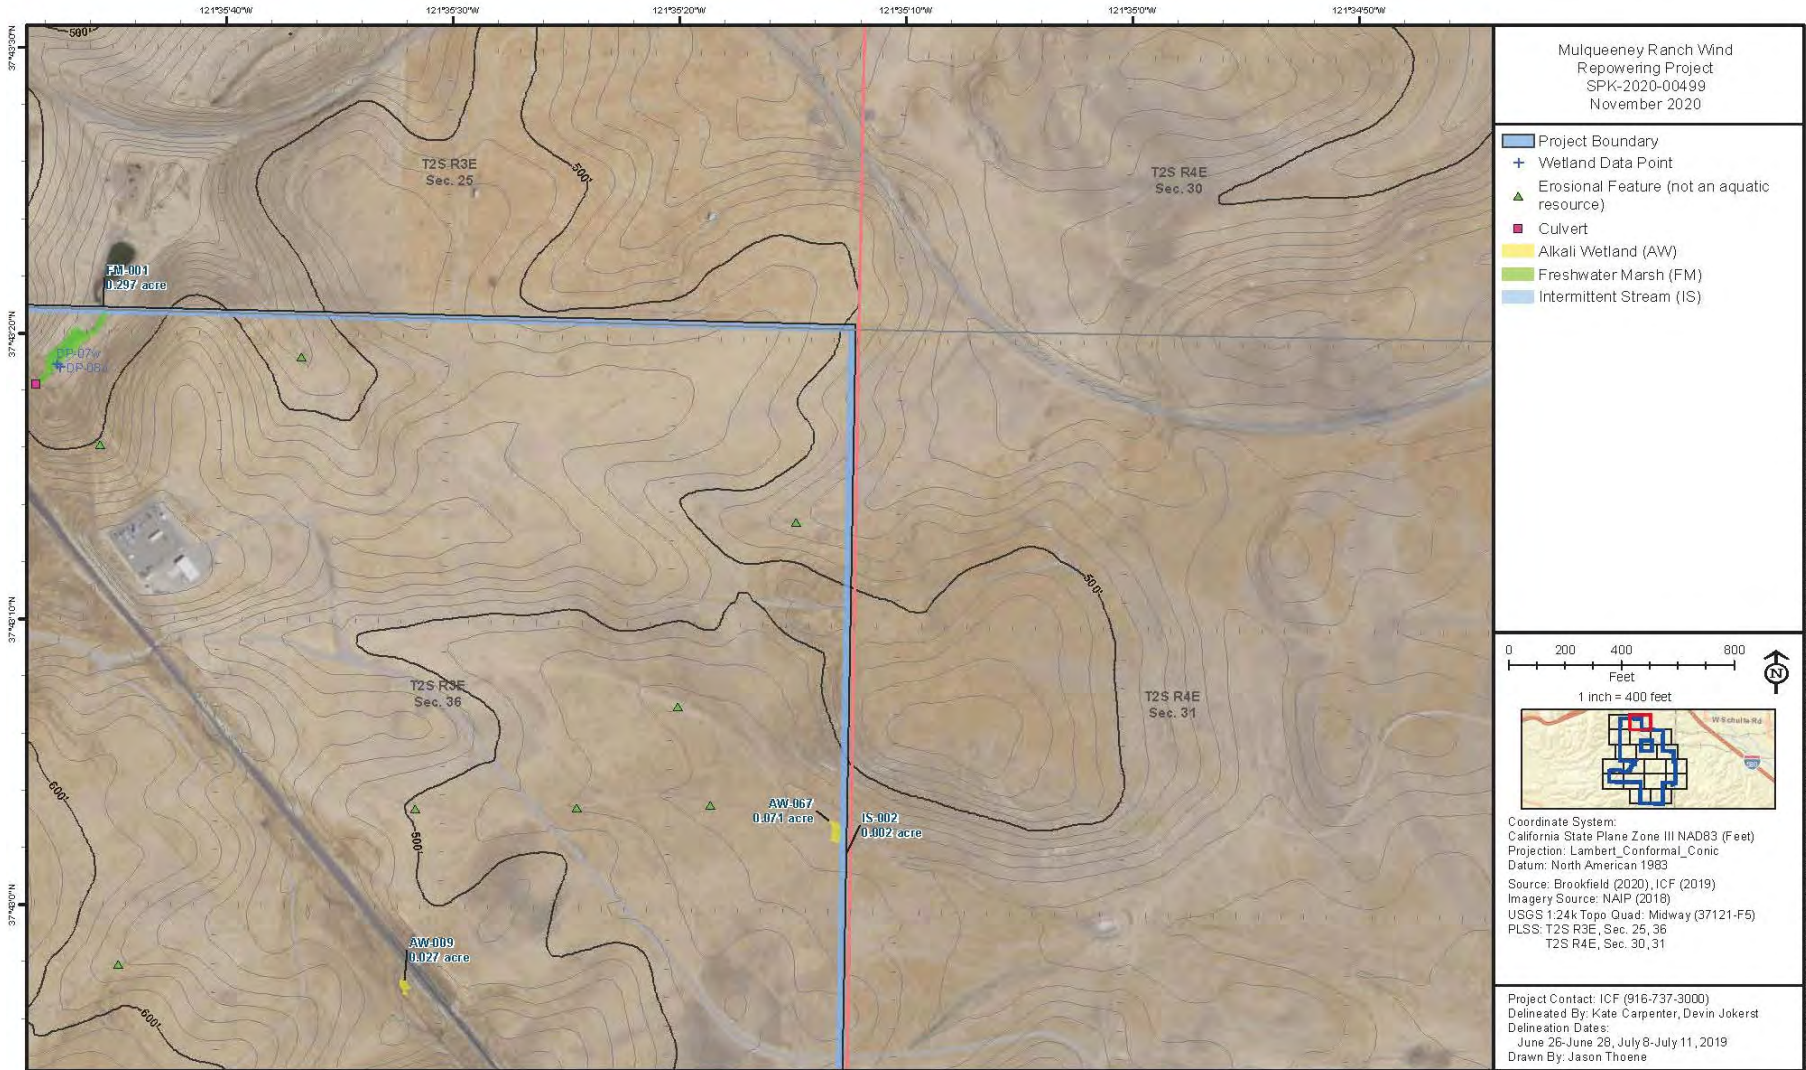 121°35'40"W
121°35'30"W
121°35'20"W
121°35'10"W
121°35'0"W
121°34'50"W
37°43'30"N
37°43'20"N
37°43'10"N
37°43'0"N
500'
T2S R3E
Sec. 25
500'
T2S R4E
Sec. 30
FM-001
0.297 acre
DP-07w
500'
T2S R3E
Sec. 36
T2S R4E
Sec. 31
600'
AW-067
0.071 acre
IS-002
0.002 acre
500'
AW-009
0.027 acre
600'
Mulqueeney Ranch Wind
Repowering Project
SPK-2020-00499
November 2020
Project Boundary
Wetland Data Point
Erosional Feature (not an aquatic
resource)
Culvert
Alkali Wetland (AW)
Freshwater Marsh (FM)
Intermittent Stream (IS)
0 200 400 800
Feet
N
1 inch = 400 feet
W Schulte Rd
Coordinate System:
California State Plane Zone III NAD83 (Feet)
Projection: Lambert_Conformal_Conic
Datum: North American 1983
Source: Brookfield (2020), ICF (2019)
Imagery Source: NAIP (2018)
USGS 1:24k Topo Quad: Midway (37121-F5)
PLSS: T2S R3E, Sec. 25, 36
T2S R4E, Sec. 30, 31
Project Contact: ICF (916-737-3000)
Delineated By: Kate Carpenter, Devin Jokerst
Delineation Dates:
June 26-June 28, July 8-July 11, 2019
Drawn By: Jason Thoene